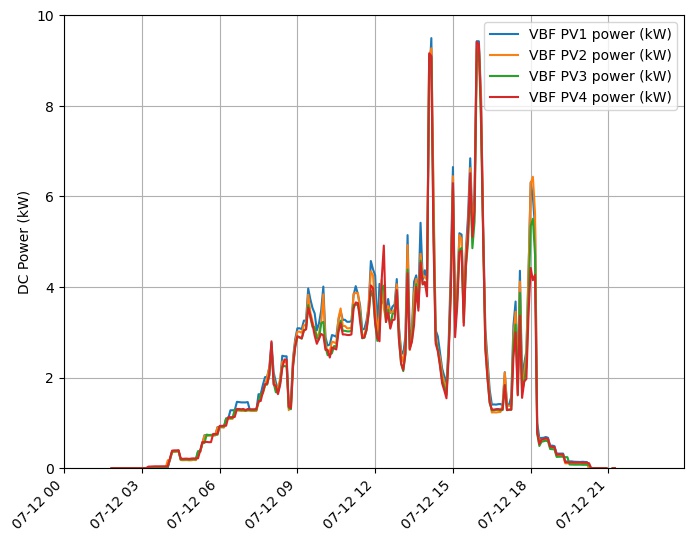 10
8
6
4
2
0
DC Power (kW)
VBF PV1 power (kW)
VBF PV2 power (kW)
VBF PV3 power (kW)
VBF PV4 power (kW)
07-12 00
07-12 03
07-12 06
07-12 09
07-12 12
07-12 15
07-12 18
07-12 21